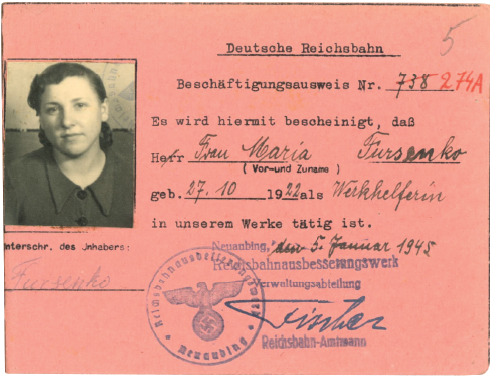 5
Deutsche Reichsbahn
Beschäftigungsausweis Nr. 738 274A
Es wird hiermit bescheinigt, daß
Herr Frau Maria Fursenko
( Vor-und Zuname )
geb. 27.10 1922 als Werkhelferin
in unserem Werke tätig ist.
Unterschr. des Jnhabers:
Fursenko
Neuaubing, den 5. Januar 1945
Reichsbahnausbesserungswerk
Verwaltungsabteilung
Fischer
Reichsbahn-Amtmann
Reichsbahnausbesserungswerk
Neuaubing